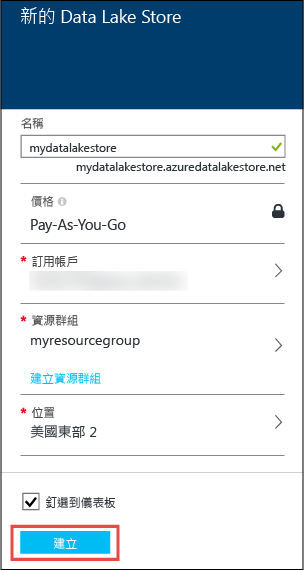 新的 Data Lake Store
名稱
mydatalakestore
mydatalakestore.azuredatalakestore.net
價格
Pay-As-You-Go
* 訂用帳戶
* 資源群組
myresourcegroup
建立資源群組
* 位置
美國東部 2
釘選到儀表板
建立